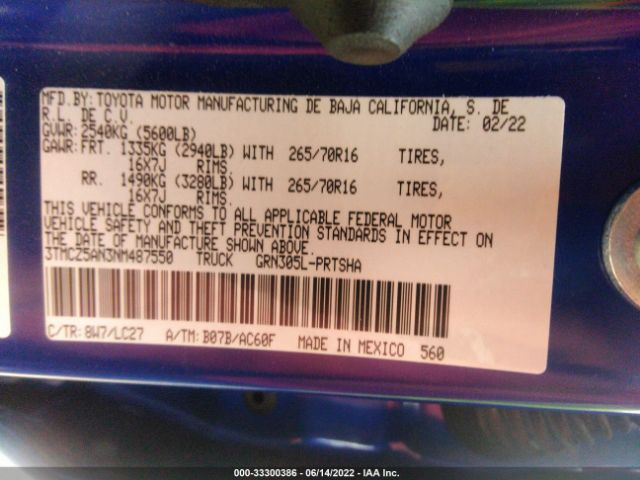 MFD.BY: TOYOTA MOTOR MANUFACTURING DE BAJA CALIFORNIA, S. DE
R.L. DE C.V. DATE: 02/22
GVWR: 2540KG (5600LB)
GAWR: FRT. 1335KG (2940LB) WITH 265/70R16 TIRES,
16X7J RIMS.
RR. 1490KG (3280LB) WITH 265/70R16 TIRES,
16X7J RIMS.
THIS VEHICLE CONFORMS TO ALL APPLICABLE FEDERAL MOTOR
VEHICLE SAFETY AND THEFT PREVENTION STANDARDS IN EFFECT ON
THE DATE OF MANUFACTURE SHOWN ABOVE.
3TMCZ5AN3NM487550 TRUCK GRN305L-PRTSHA
C/TR: 8W7/LC27 A/TM: B07B/AC60F MADE IN MEXICO 560
000-33300386 - 06/14/2022 - IAA Inc.